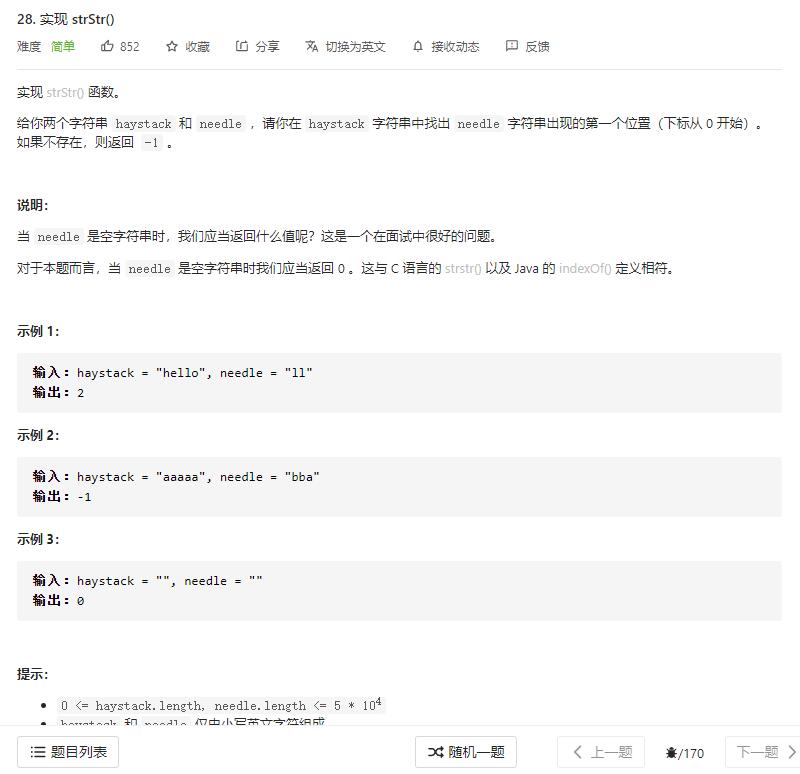 28. 实现 strStr()
难度 简单 852 收藏 分享 切换为英文 接收动态 反馈
实现 strStr() 函数。
给你两个字符串 haystack 和 needle ，请你在 haystack 字符串中找出 needle 字符串出现的第一个位置（下标从 0 开始）。
如果不存在，则返回 -1 。
说明：
当 needle 是空字符串时，我们应当返回什么值呢？这是一个在面试中很好的问题。
对于本题而言，当 needle 是空字符串时我们应当返回 0 。这与 C 语言的 strstr() 以及 Java 的 indexOf() 定义相符。
示例 1：
输入：haystack = "hello", needle = "ll"
输出：2
示例 2：
输入：haystack = "aaaaa", needle = "bba"
输出：-1
示例 3：
输入：haystack = "", needle = ""
输出：0
提示：
0 <= haystack.length, needle.length <= 5 * 10⁴
haystack 和 needle 仅由小写英文字符组成
题目列表 随机一题 上一题 /170 下一题